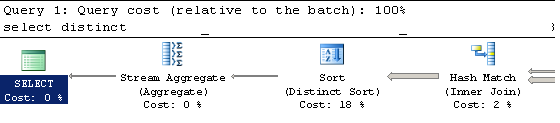 Query 1: Query cost (relative to the batch): 100%
select distinct _ _
SELECT
Cost: 0 %
Stream Aggregate
(Aggregate)
Cost: 0 %
Sort
(Distinct Sort)
Cost: 18 %
Hash Match
(Inner Join)
Cost: 2 %